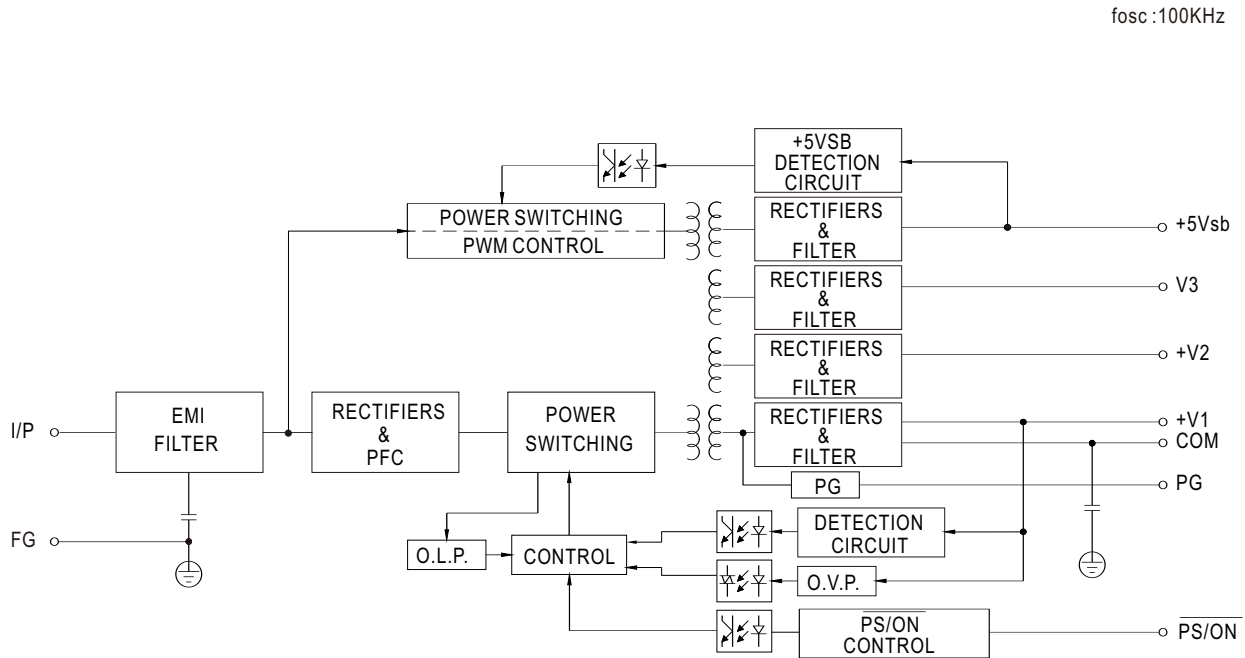 fosc :100KHz
+5VSB
DETECTION
CIRCUIT
POWER SWITCHING
PWM CONTROL
RECTIFIERS
&
FILTER
+5Vsb
RECTIFIERS
&
FILTER
V3
RECTIFIERS
&
FILTER
+V2
I/P
EMI
FILTER
RECTIFIERS
&
PFC
POWER
SWITCHING
RECTIFIERS
&
FILTER
+V1
COM
PG
PG
FG
O.L.P.
CONTROL
DETECTION
CIRCUIT
O.V.P.
PS/ON
CONTROL
PS/ON